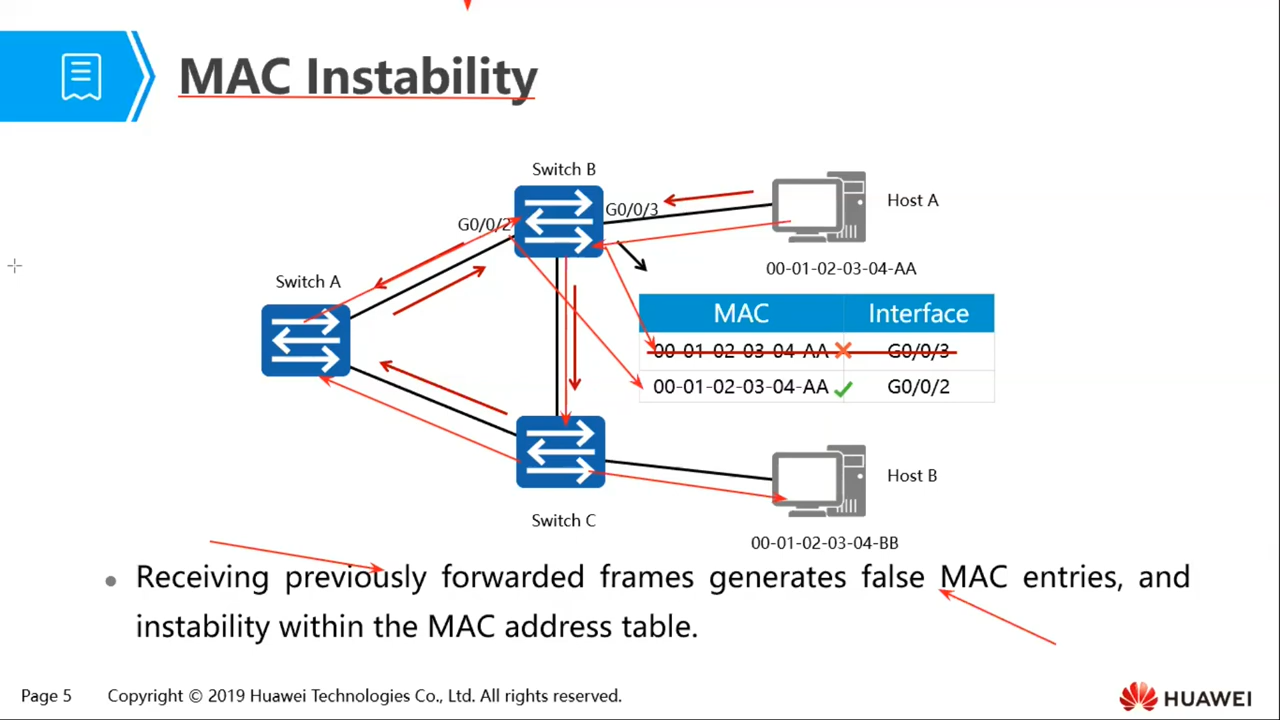 MAC Instability
Switch B
G0/0/3
Host A
G0/0/2
00-01-02-03-04-AA
Switch A
MAC Interface
00-01-02-03-04-AA G0/0/3
00-01-02-03-04-AA G0/0/2
Host B
Switch C
00-01-02-03-04-BB
Receiving previously forwarded frames generates false MAC entries, and
instability within the MAC address table.
Page 5 Copyright © 2019 Huawei Technologies Co., Ltd. All rights reserved.
HUAWEI